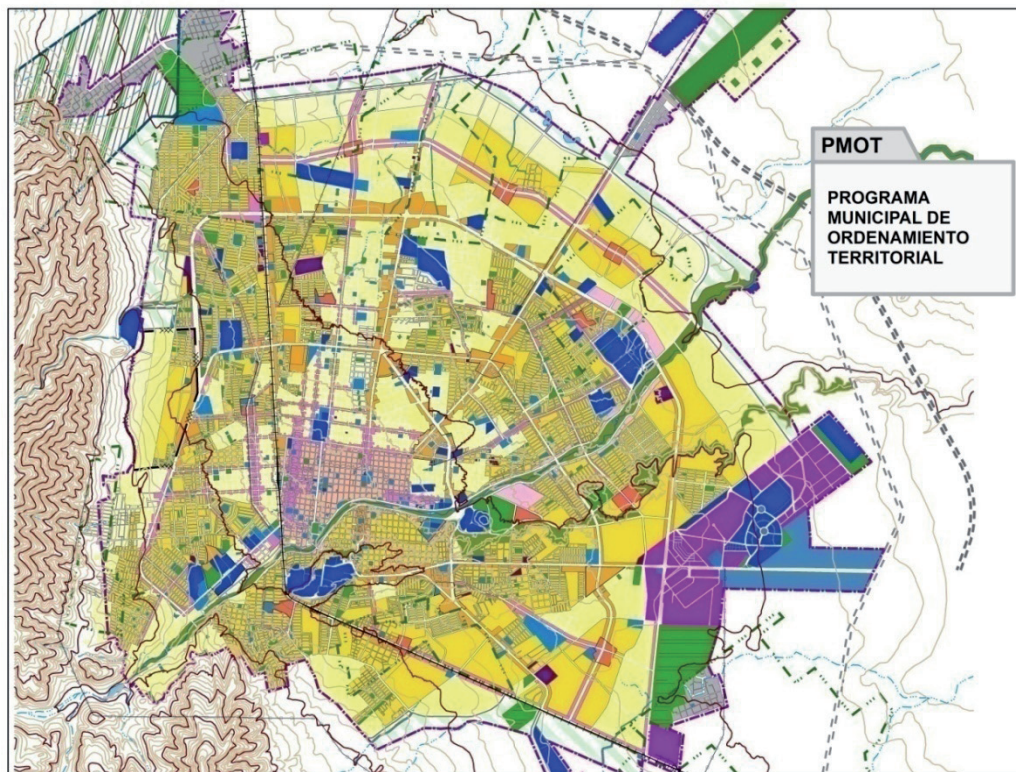 PMOT
PROGRAMA
MUNICIPAL DE
ORDENAMIENTO
TERRITORIAL